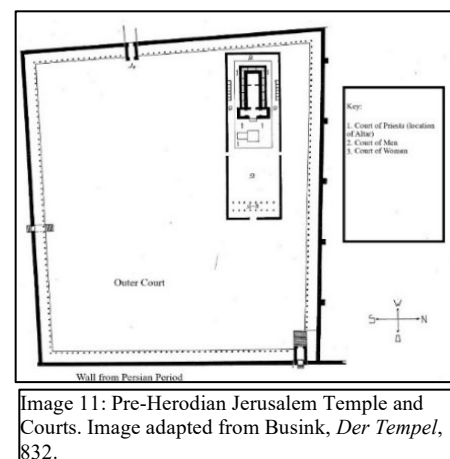 Key:
1. Court of Priests (location
of Altar)
2. Court of Men
3. Court of Women
Outer Court
W
S
N
Wall from Persian Period
Image 11: Pre-Herodian Jerusalem Temple and
Courts. Image adapted from Busink, Der Tempel,
832.